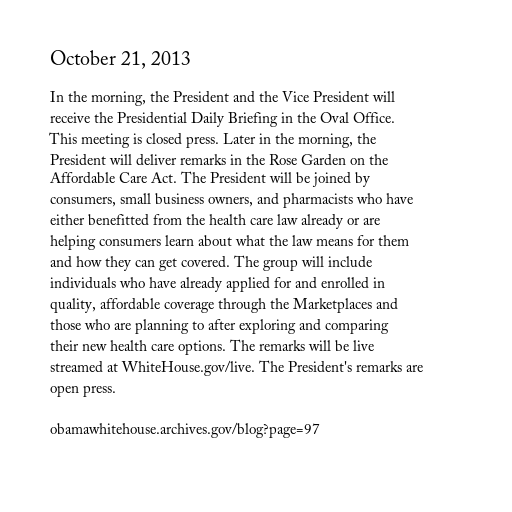 October 21, 2013
In the morning, the President and the Vice President will
receive the Presidential Daily Briefing in the Oval Office.
This meeting is closed press. Later in the morning, the
President will deliver remarks in the Rose Garden on the
Affordable Care Act. The President will be joined by
consumers, small business owners, and pharmacists who have
either benefitted from the health care law already or are
helping consumers learn about what the law means for them
and how they can get covered. The group will include
individuals who have already applied for and enrolled in
quality, affordable coverage through the Marketplaces and
those who are planning to after exploring and comparing
their new health care options. The remarks will be live
streamed at WhiteHouse.gov/live. The President's remarks are
open press.
obamawhitehouse.archives.gov/blog?page=97